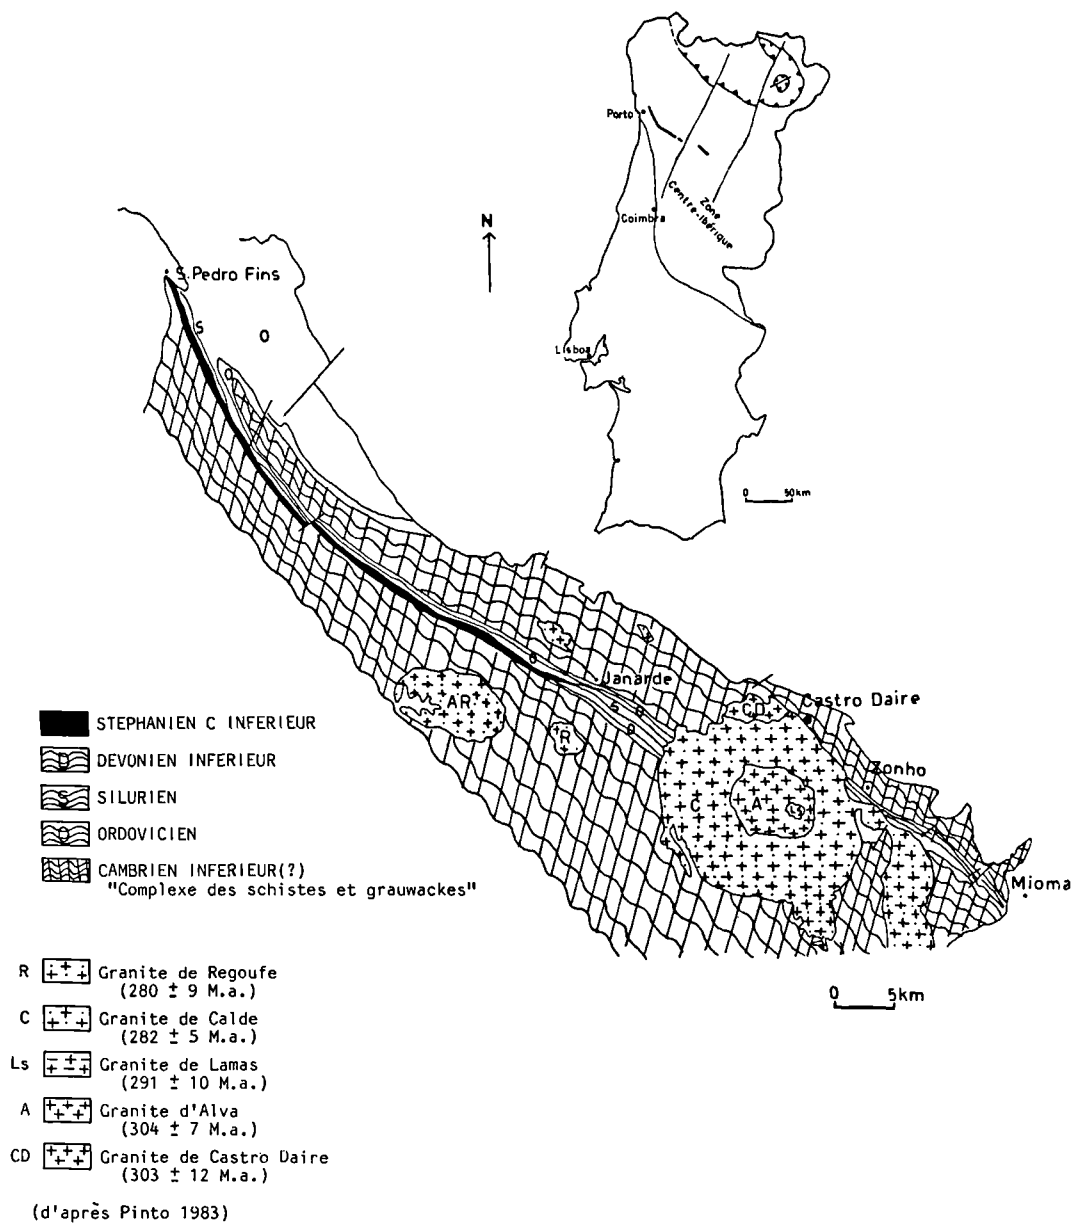 Porto
Coimbra
Zone
Centre-Ibérique
Lisboa
0 50km
N
S. Pedro Fins
S
O
O
Janarde
S
O
O
AR
R
CD
Castro Daire
Zonho
C
A
Ls
Mioma
0 5km
STEPHANIEN C INFERIEUR
D DEVONIEN INFERIEUR
S SILURIEN
O ORDOVICIEN
CAMBRIEN INFERIEUR(?)
"Complexe des schistes et grauwackes"
R Granite de Regoufe
(280 ± 9 M.a.)
C Granite de Calde
(282 ± 5 M.a.)
Ls Granite de Lamas
(291 ± 10 M.a.)
A Granite d'Alva
(304 ± 7 M.a.)
CD Granite de Castro Daire
(303 ± 12 M.a.)
(d'après Pinto 1983)